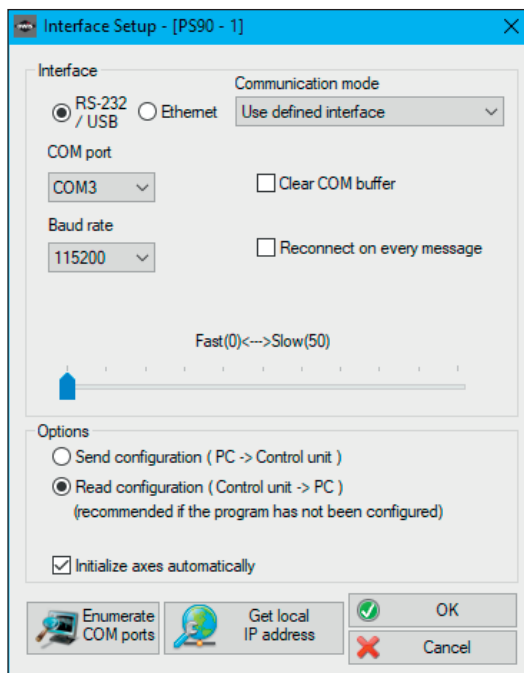 Interface Setup - [PS90 - 1]
Interface
Communication mode
RS-232
/ USB
Ethernet
Use defined interface
COM port
COM3
Clear COM buffer
Baud rate
115200
Reconnect on every message
Fast(0)<--->Slow(50)
Options
Send configuration ( PC -> Control unit )
Read configuration ( Control unit -> PC )
(recommended if the program has not been configured)
Initialize axes automatically
Enumerate
COM ports
Get local
IP address
OK
Cancel